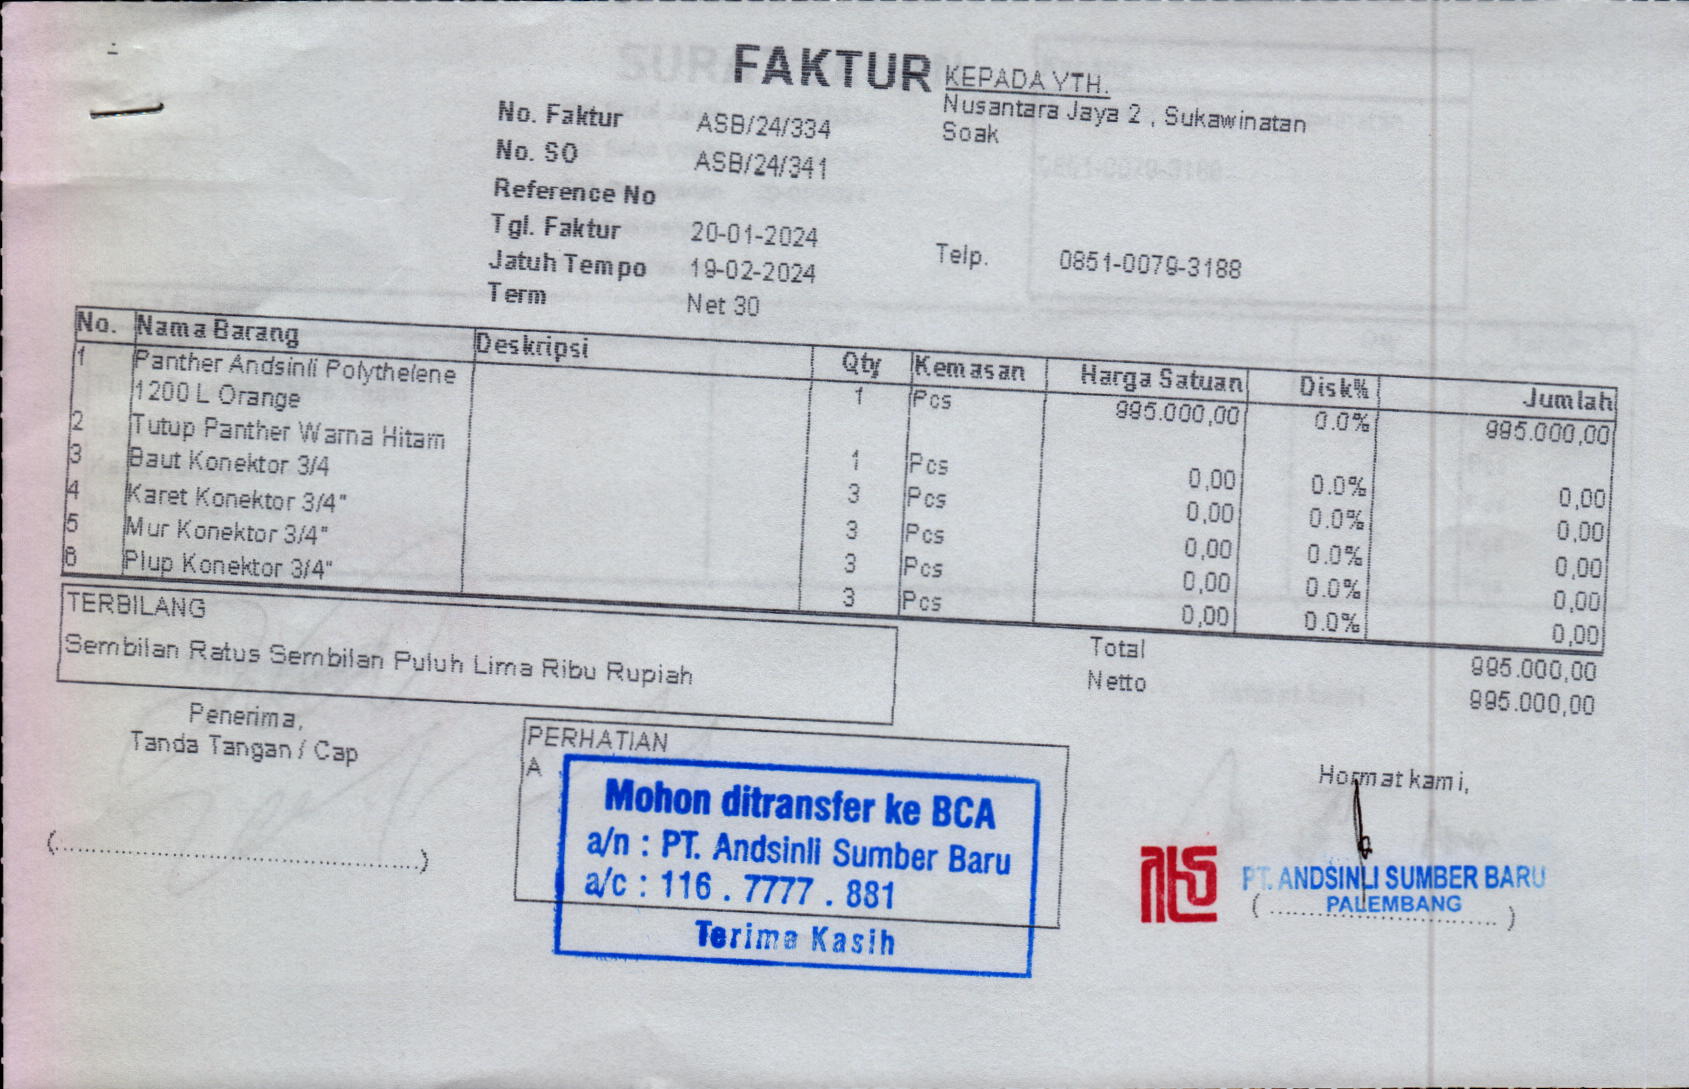 FAKTUR
KEPADA YTH.
Nusantara Jaya 2 , Sukawinatan
Soak
No. Faktur ASB/24/334
No. SO ASB/24/341
Reference No
Tgl. Faktur 20-01-2024
Jatuh Tempo 19-02-2024
Term Net 30
Telp. 0851-0079-3188
No. Nama Barang Deskripsi Qty Kemasan Harga Satuan Disk% Jumlah
1 Panther Andsinli Polythelene 1 Pcs 995.000,00 0.0% 995.000,00
1200 L Orange
2 Tutup Panther Warna Hitam 1 Pcs 0,00 0.0% 0,00
3 Baut Konektor 3/4 3 Pcs 0,00 0.0% 0,00
4 Karet Konektor 3/4" 3 Pcs 0,00 0.0% 0,00
5 Mur Konektor 3/4" 3 Pcs 0,00 0.0% 0,00
6 Plup Konektor 3/4" 3 Pcs 0,00 0.0% 0,00
TERBILANG
Sembilan Ratus Sembilan Puluh Lima Ribu Rupiah
Total 995.000,00
Netto 995.000,00
Penerima,
Tanda Tangan / Cap
(....................................................)
PERHATIAN
A
Mohon ditransfer ke BCA
a/n : PT. Andsinli Sumber Baru
a/c : 116 . 7777 . 881
Terima Kasih
Hormat kami,
PT. ANDSINLI SUMBER BARU
PALEMBANG
(....................................)